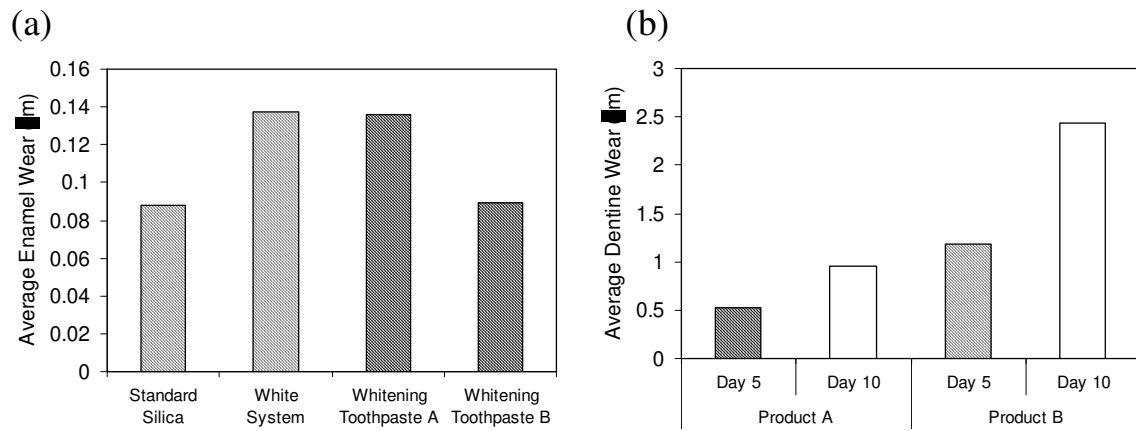 (a)
Average Enamel Wear
0.16
0.14
0.12
0.1
0.08
0.06
0.04
0.02
0
Standard
Silica
White
System
Whitening
Toothpaste A
Whitening
Toothpaste B
(b)
Average Dentine Wear
3
2.5
2
1.5
1
0.5
0
Day 5
Day 10
Day 5
Day 10
Product A
Product B